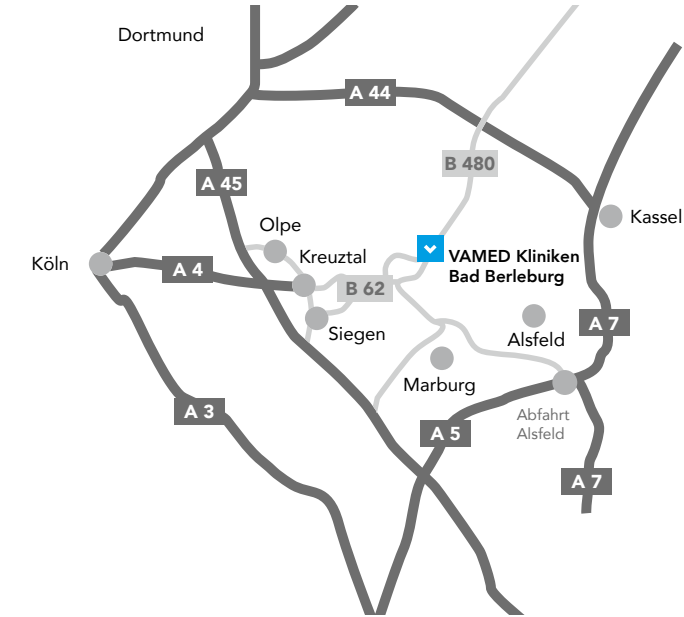 Dortmund
A 44
B 480
A 45
Kassel
Olpe
Kreuztal
VAMED Kliniken
Bad Berleburg
Köln
A 4
B 62
Siegen
Alsfeld
A 7
Marburg
A 3
Abfahrt
Alsfeld
A 5
A 7